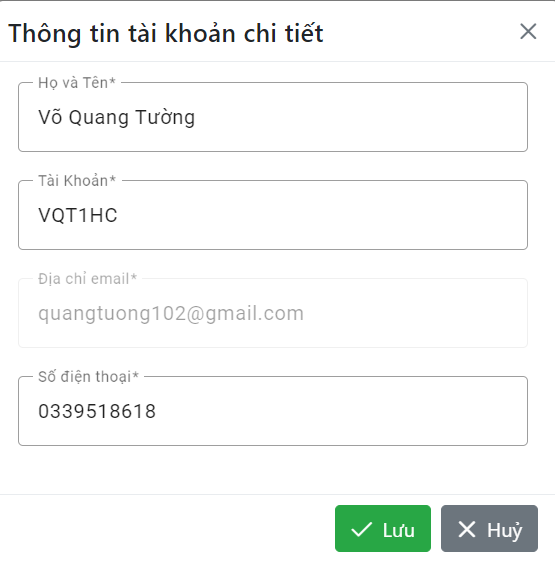 Thông tin tài khoản chi tiết
Họ và Tên*
Võ Quang Tường
Tài Khoản*
VQT1HC
Địa chỉ email*
quangtuong102@gmail.com
Số điện thoại*
0339518618
Lưu
Huỷ